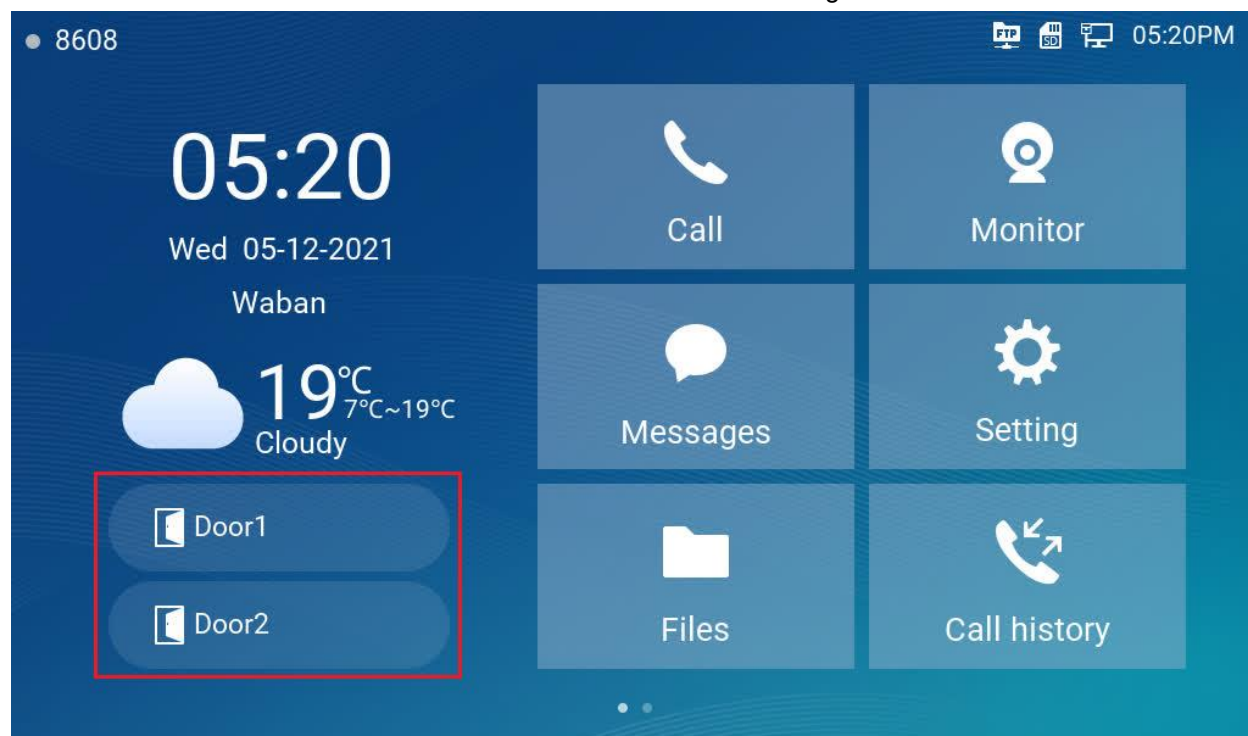 8608
FTP
SD
05:20PM
05:20
Wed 05-12-2021
Waban
19℃
7℃~19℃
Cloudy
Door1
Door2
Call
Monitor
Messages
Setting
Files
Call history